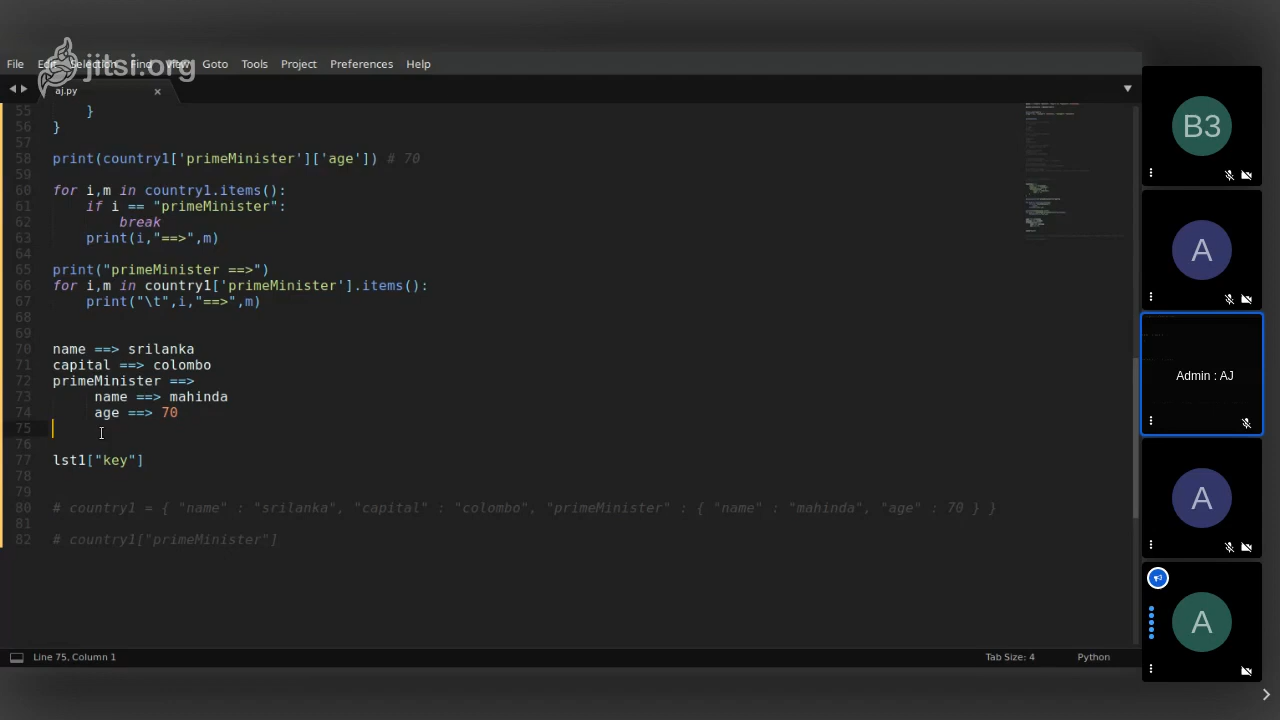 jitsi.org
File Edit Selection Find View Goto Tools Project Preferences Help
aj.py
55 }
56 }
57
58 print(country1['primeMinister']['age']) # 70
59
60 for i,m in country1.items():
61 if i == "primeMinister":
62 break
63 print(i,"==>",m)
64
65 print("primeMinister ==>")
66 for i,m in country1['primeMinister'].items():
67 print("\t",i,"==>",m)
68
69
70 name ==> srilanka
71 capital ==> colombo
72 primeMinister ==>
73 name ==> mahinda
74 age ==> 70
75
76
77 lst1["key"]
78
79
80 # country1 = { "name" : "srilanka", "capital" : "colombo", "primeMinister" : { "name" : "mahinda", "age" : 70 } }
81
82 # country1["primeMinister"]
Line 75, Column 1
Tab Size: 4
Python
B3
A
Admin : AJ
A
A